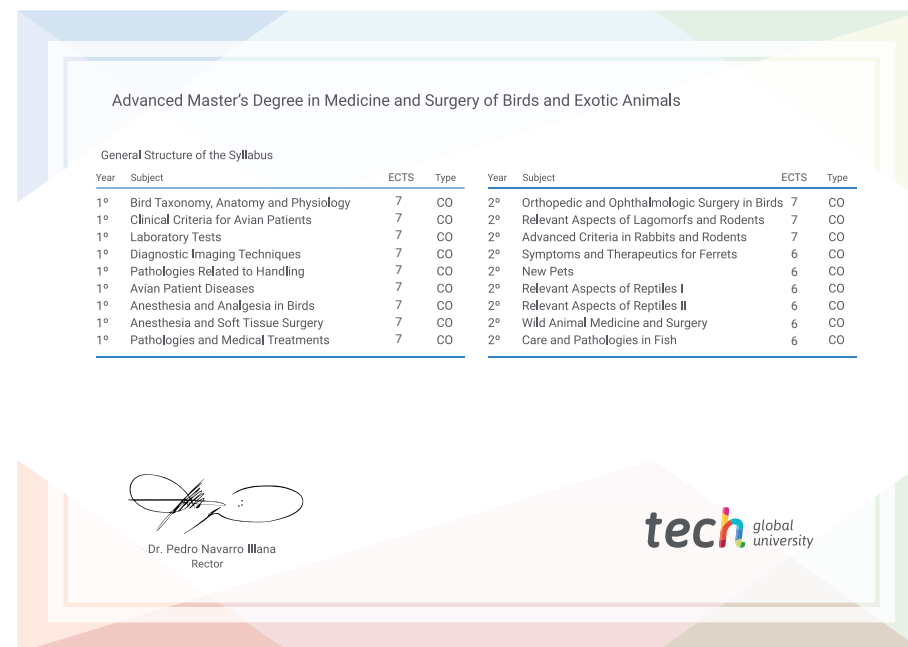 Advanced Master's Degree in Medicine and Surgery of Birds and Exotic Animals
General Structure of the Syllabus
Year Subject ECTS Type
1º Bird Taxonomy, Anatomy and Physiology 7 CO
1º Clinical Criteria for Avian Patients 7 CO
1º Laboratory Tests 7 CO
1º Diagnostic Imaging Techniques 7 CO
1º Pathologies Related to Handling 7 CO
1º Avian Patient Diseases 7 CO
1º Anesthesia and Analgesia in Birds 7 CO
1º Anesthesia and Soft Tissue Surgery 7 CO
1º Pathologies and Medical Treatments 7 CO
Year Subject ECTS Type
2º Orthopedic and Ophthalmologic Surgery in Birds 7 CO
2º Relevant Aspects of Lagomorfs and Rodents 7 CO
2º Advanced Criteria in Rabbits and Rodents 7 CO
2º Symptoms and Therapeutics for Ferrets 6 CO
2º New Pets 6 CO
2º Relevant Aspects of Reptiles I 6 CO
2º Relevant Aspects of Reptiles II 6 CO
2º Wild Animal Medicine and Surgery 6 CO
2º Care and Pathologies in Fish 6 CO
Dr. Pedro Navarro Illana
Rector
tech global
university